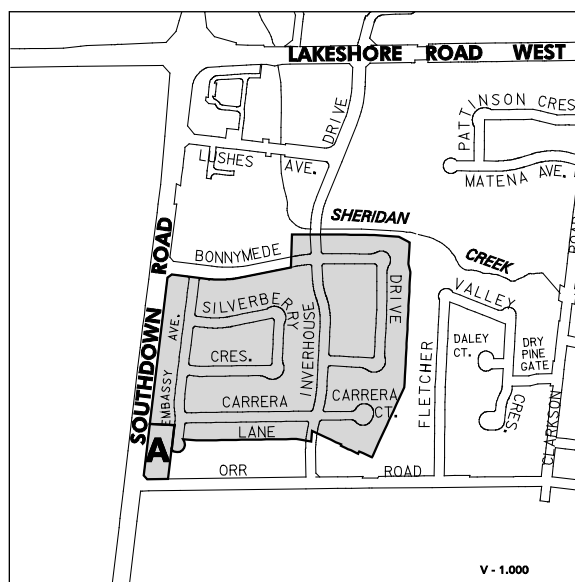 LAKESHORE ROAD WEST
PATTINSON CRES
DRIVE
LUSHES AVE.
MATENA AVE.
ROAD
SHERIDAN
CREEK
BONNYMEDE
DRIVE
SOUTHDOWN ROAD
VALLEY
SILVERBERRY
CRES.
EMBASSY AVE.
INVERHOUSE
DALEY
CT.
DRY
PINE
GATE
FLETCHER
CRES.
CARRERA
CARRERA
CT.
LANE
CLARKSON
A
ORR ROAD
V - 1.000